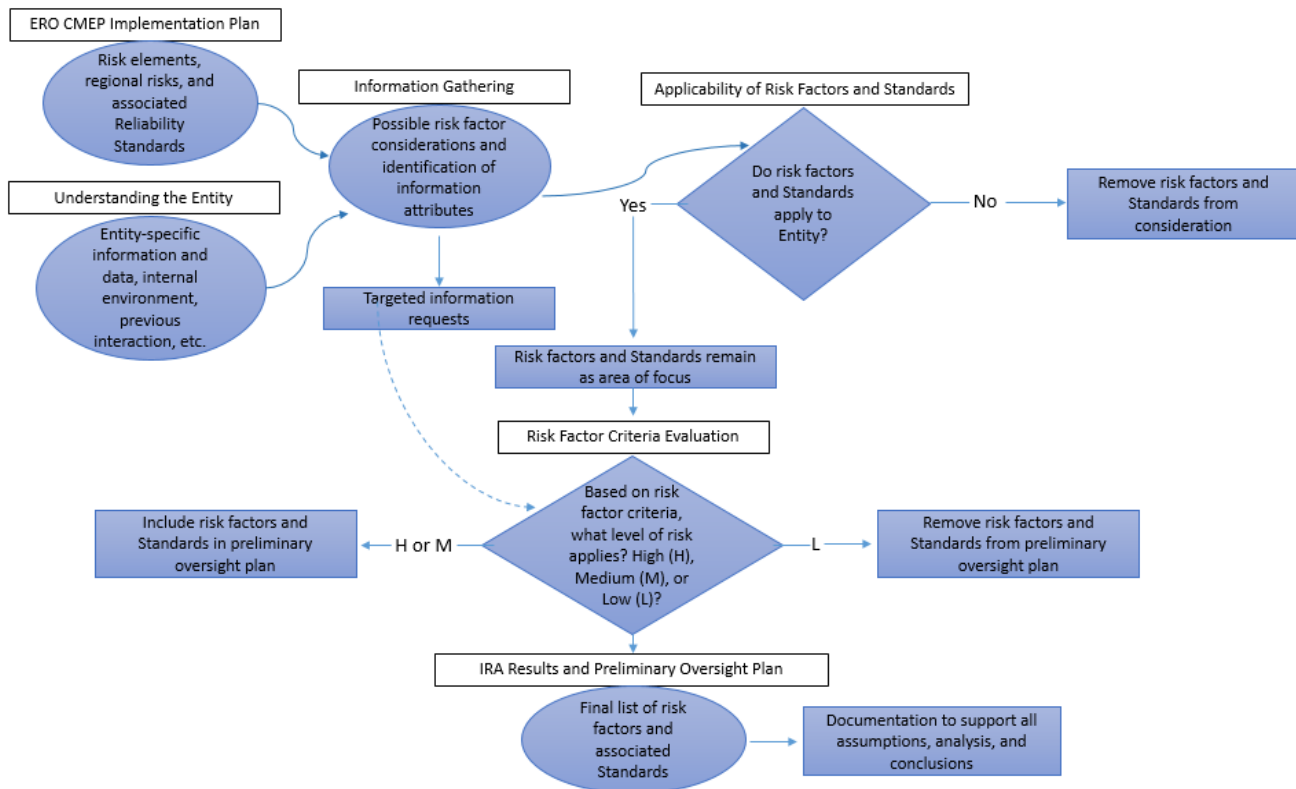 ERO CMEP Implementation Plan
Risk elements,
regional risks, and
associated
Reliability
Standards
Understanding the Entity
Entity-specific
information and
data, internal
environment,
previous
interaction, etc.
Information Gathering
Possible risk factor
considerations and
identification of
information
attributes
Targeted information
requests
Applicability of Risk Factors and Standards
Do risk factors
and Standards
apply to
Entity?
Yes
No
Remove risk factors and
Standards from
consideration
Risk factors and Standards remain
as area of focus
Risk Factor Criteria Evaluation
Based on risk
factor criteria,
what level of risk
applies? High (H),
Medium (M), or
Low (L)?
H or M
Include risk factors and
Standards in preliminary
oversight plan
L
Remove risk factors and
Standards from preliminary
oversight plan
IRA Results and Preliminary Oversight Plan
Final list of risk
factors and
associated
Standards
Documentation to support all
assumptions, analysis, and
conclusions